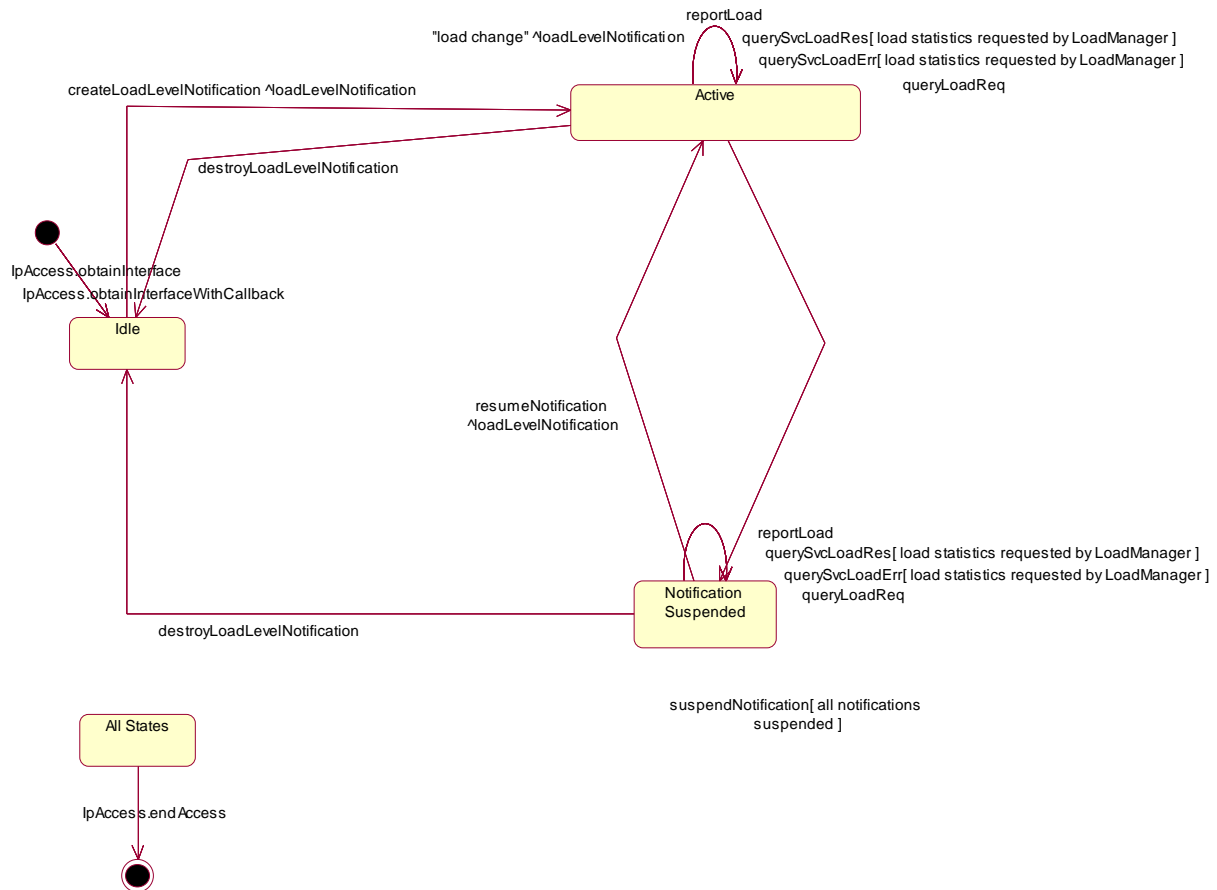 reportLoad
"load change" ^loadLevelNotification
querySvcLoadRes[ load statistics requested by LoadManager ]
querySvcLoadErr[ load statistics requested by LoadManager ]
queryLoadReq
createLoadLevelNotification ^loadLevelNotification
Active
destroyLoadLevelNotification
IpAccess.obtainInterface
IpAccess.obtainInterfaceWithCallback
Idle
resumeNotification
^loadLevelNotification
reportLoad
querySvcLoadRes[ load statistics requested by LoadManager ]
querySvcLoadErr[ load statistics requested by LoadManager ]
queryLoadReq
Notification
Suspended
destroyLoadLevelNotification
suspendNotification[ all notifications
suspended ]
All States
IpAccess.endAccess